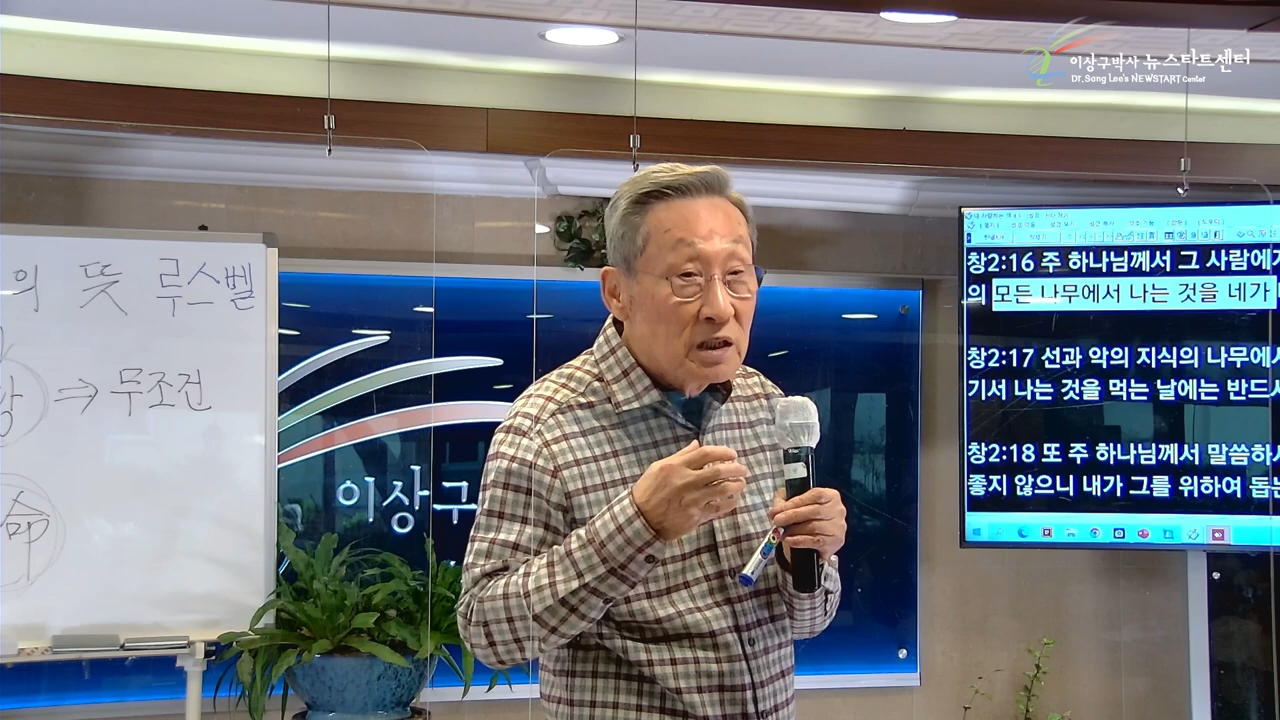 이상구박사 뉴스타트센터
Dr. Sang Lee's NEWSTART Center
의 뜻 루스벨
⇒ 무조건
命
이상구
창2:16 주 하나님께서 그 사람에게
의 모든 나무에서 나는 것을 네가
창2:17 선과 악의 지식의 나무에서
기서 나는 것을 먹는 날에는 반드시
창2:18 또 주 하나님께서 말씀하시
좋지 않으니 내가 그를 위하여 돕는